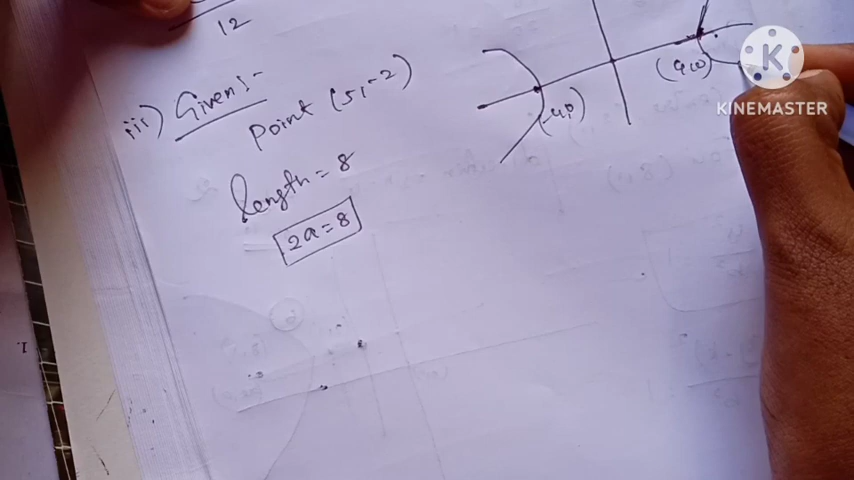 12
iii) Given:-
Point (5, -2)
length = 8
2a = 8
(-4,0)
(4,0)
KINEMASTER